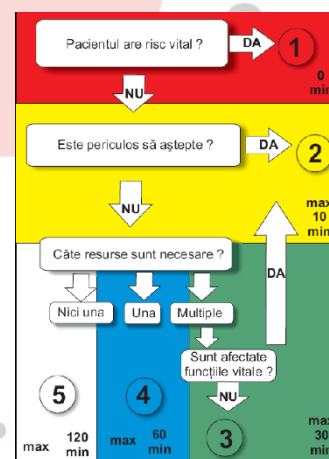 Pacientul are risc vital ?
DA
1
0
min
NU
Este periculos să aștepte ?
DA
2
NU
max
10
min
Câte resurse sunt necesare ?
DA
Nici una
Una
Multiple
Sunt afectate
funcțiile vitale ?
NU
5
4
3
max 120
min
max 60
min
max
30
min